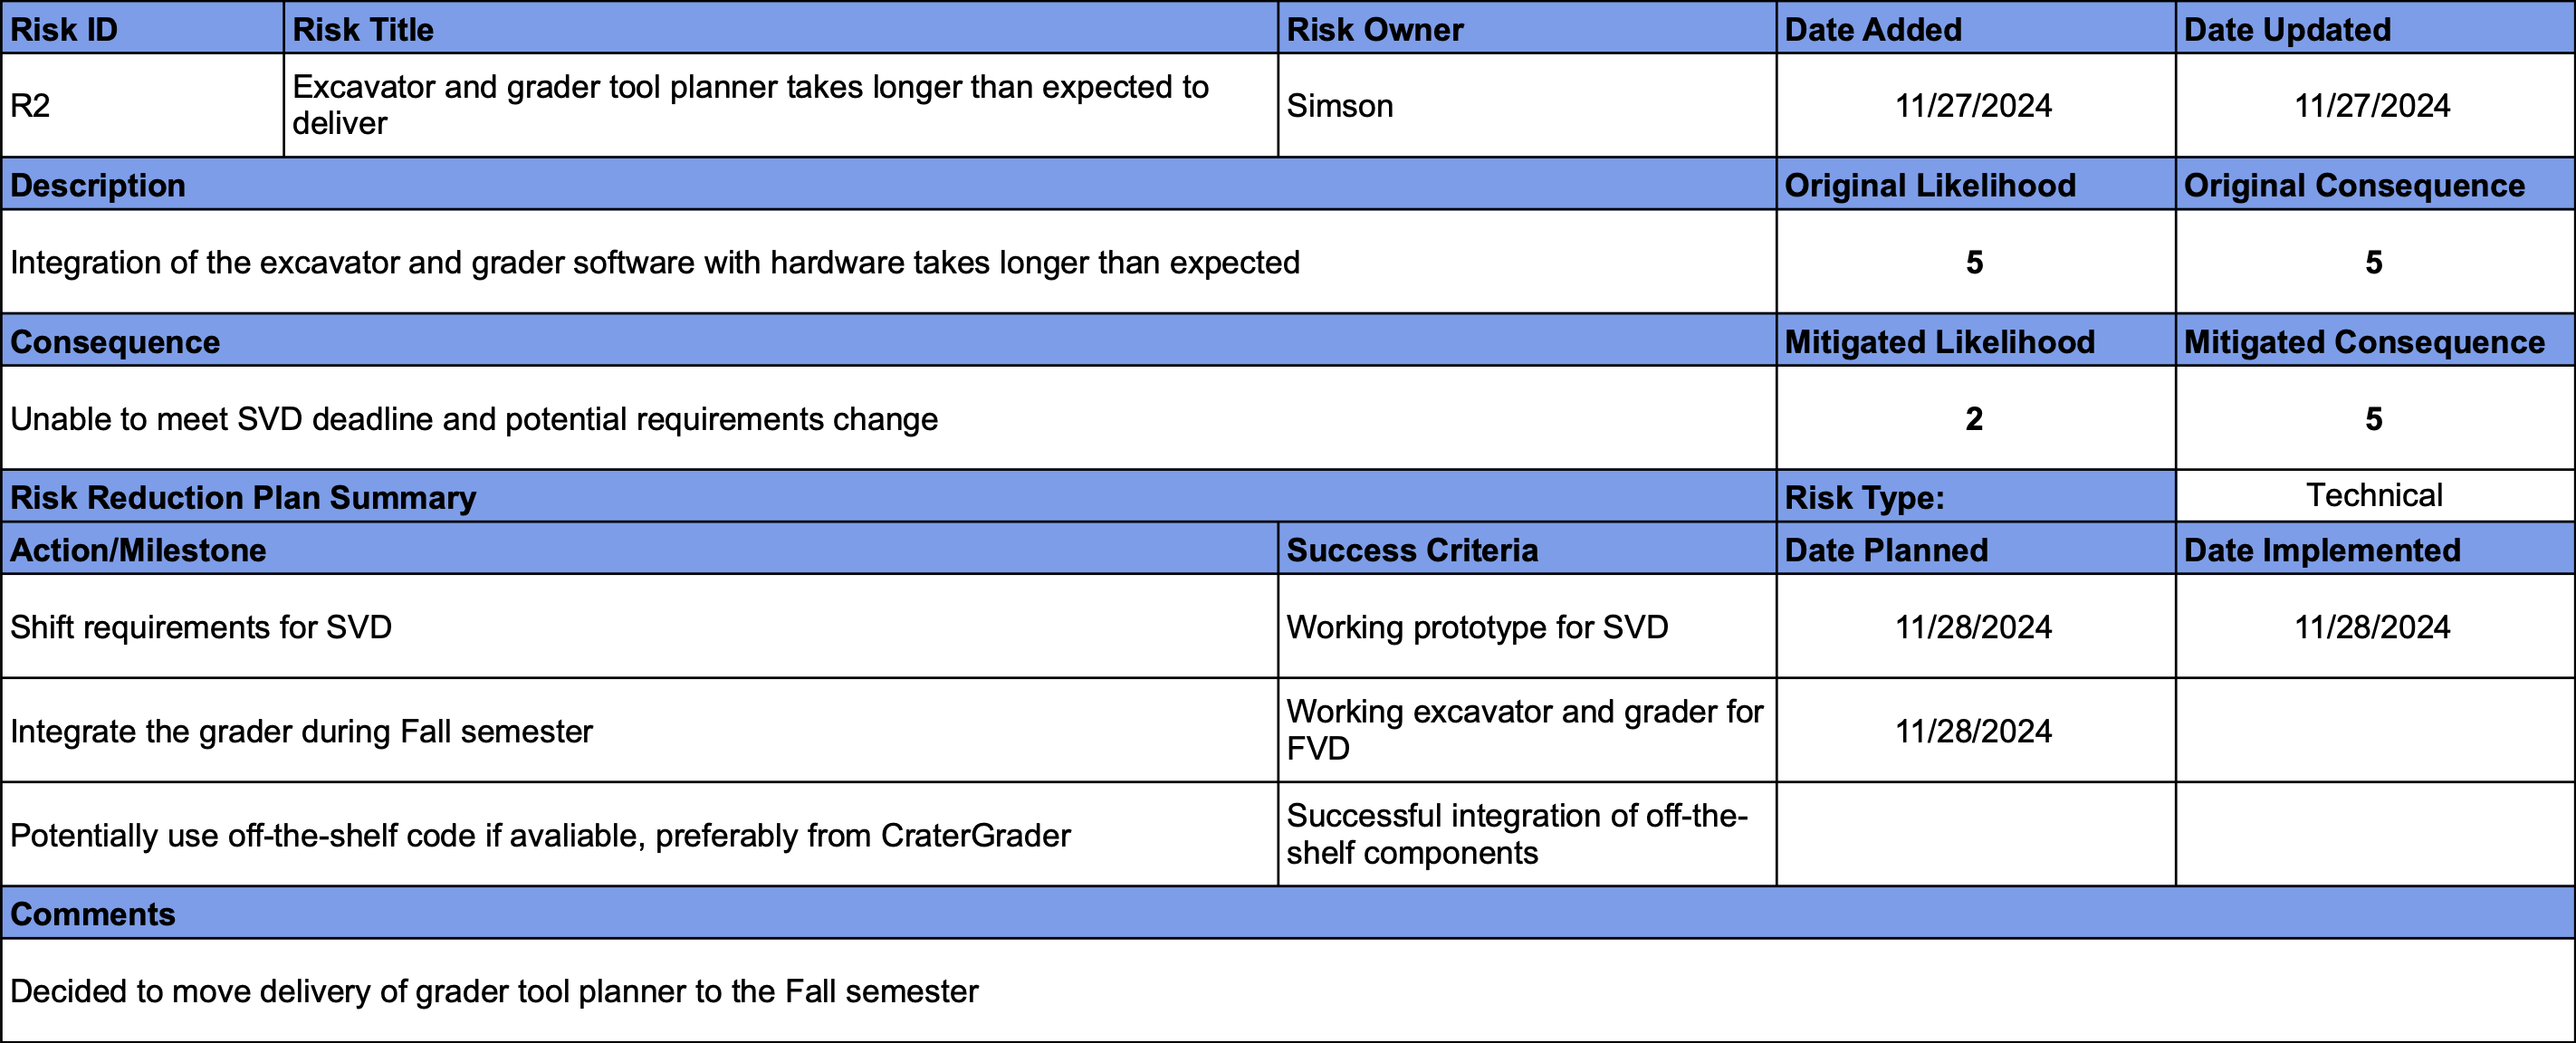 Risk ID Risk Title Risk Owner Date Added Date Updated
R2 Excavator and grader tool planner takes longer than expected to
deliver Simson 11/27/2024 11/27/2024
Description Original Likelihood Original Consequence
Integration of the excavator and grader software with hardware takes longer than expected 5 5
Consequence Mitigated Likelihood Mitigated Consequence
Unable to meet SVD deadline and potential requirements change 2 5
Risk Reduction Plan Summary Risk Type: Technical
Action/Milestone Success Criteria Date Planned Date Implemented
Shift requirements for SVD Working prototype for SVD 11/28/2024 11/28/2024
Integrate the grader during Fall semester Working excavator and grader for
FVD 11/28/2024
Potentially use off-the-shelf code if avaliable, preferably from CraterGrader Successful integration of off-the-
shelf components
Comments
Decided to move delivery of grader tool planner to the Fall semester